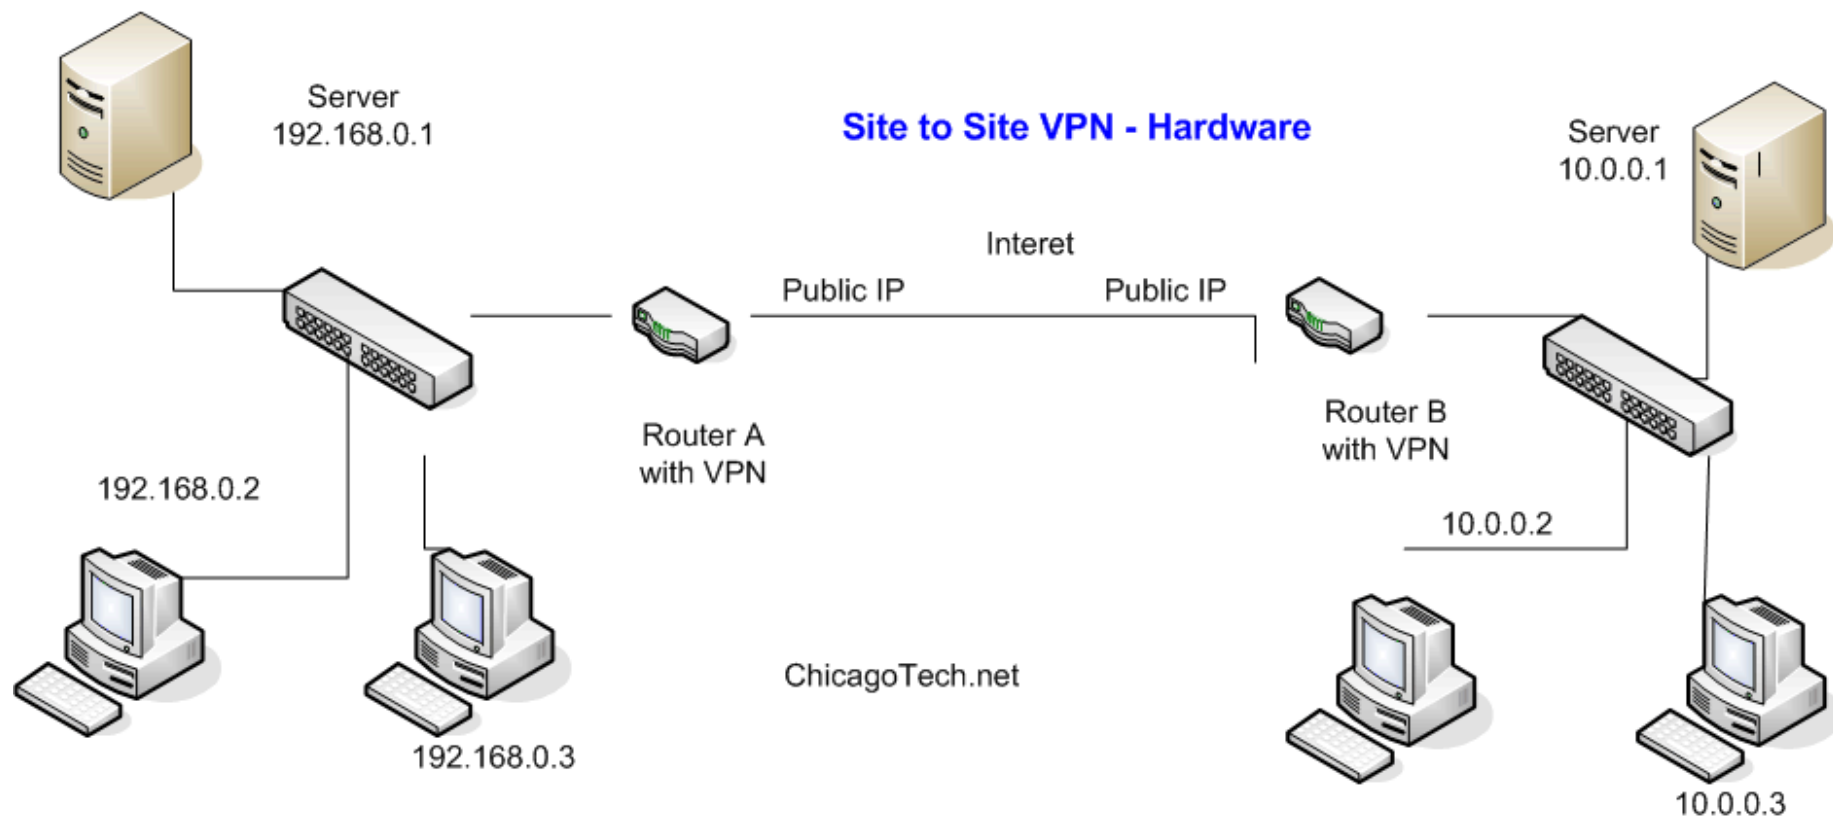 Server
192.168.0.1
Site to Site VPN - Hardware
Server
10.0.0.1
Interet
Public IP
Public IP
Router A
with VPN
Router B
with VPN
192.168.0.2
10.0.0.2
ChicagoTech.net
192.168.0.3
10.0.0.3